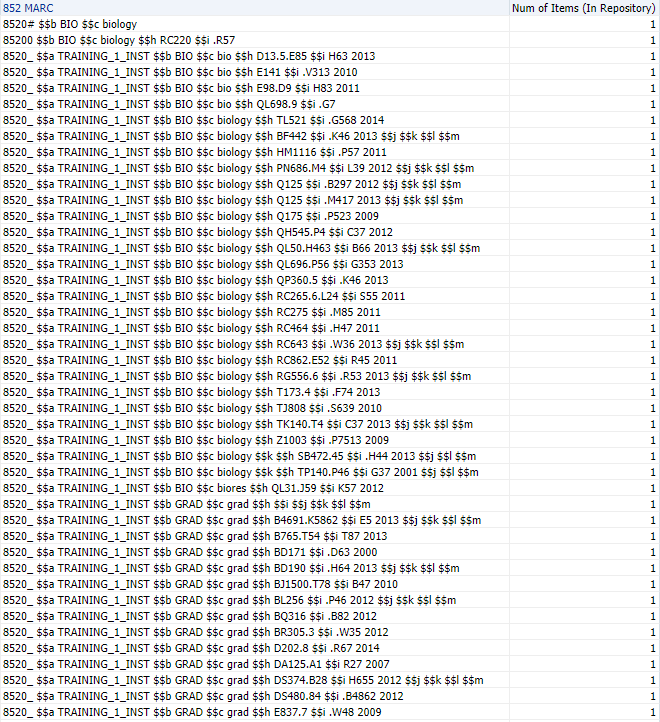 852 MARC Num of Items (In Repository)
8520# $$b BIO $$c biology 1
85200 $$b BIO $$c biology $$h RC220 $$i .R57 1
8520_ $$a TRAINING_1_INST $$b BIO $$c bio $$h D13.5.E85 $$i H63 2013 1
8520_ $$a TRAINING_1_INST $$b BIO $$c bio $$h E141 $$i .V313 2010 1
8520_ $$a TRAINING_1_INST $$b BIO $$c bio $$h E98.D9 $$i H83 2011 1
8520_ $$a TRAINING_1_INST $$b BIO $$c bio $$h QL698.9 $$i .G7 1
8520_ $$a TRAINING_1_INST $$b BIO $$c biology $$h TL521 $$i .G568 2014 1
8520_ $$a TRAINING_1_INST $$b BIO $$c biology $$h BF442 $$i .K46 2013 $$j $$k $$l $$m 1
8520_ $$a TRAINING_1_INST $$b BIO $$c biology $$h HM1116 $$i .P57 2011 1
8520_ $$a TRAINING_1_INST $$b BIO $$c biology $$h PN686.M4 $$i L39 2012 $$j $$k $$l $$m 1
8520_ $$a TRAINING_1_INST $$b BIO $$c biology $$h Q125 $$i .B297 2012 $$j $$k $$l $$m 1
8520_ $$a TRAINING_1_INST $$b BIO $$c biology $$h Q125 $$i .M417 2013 $$j $$k $$l $$m 1
8520_ $$a TRAINING_1_INST $$b BIO $$c biology $$h Q175 $$i .P523 2009 1
8520_ $$a TRAINING_1_INST $$b BIO $$c biology $$h QH545.P4 $$i C37 2012 1
8520_ $$a TRAINING_1_INST $$b BIO $$c biology $$h QL50.H463 $$i B66 2013 $$j $$k $$l $$m 1
8520_ $$a TRAINING_1_INST $$b BIO $$c biology $$h QL696.P56 $$i G353 2013 1
8520_ $$a TRAINING_1_INST $$b BIO $$c biology $$h QP360.5 $$i .K46 2013 1
8520_ $$a TRAINING_1_INST $$b BIO $$c biology $$h RC265.6.L24 $$i S55 2011 1
8520_ $$a TRAINING_1_INST $$b BIO $$c biology $$h RC275 $$i .M85 2011 1
8520_ $$a TRAINING_1_INST $$b BIO $$c biology $$h RC464 $$i .H47 2011 1
8520_ $$a TRAINING_1_INST $$b BIO $$c biology $$h RC643 $$i .W36 2013 $$j $$k $$l $$m 1
8520_ $$a TRAINING_1_INST $$b BIO $$c biology $$h RC862.E52 $$i R45 2011 1
8520_ $$a TRAINING_1_INST $$b BIO $$c biology $$h RG556.6 $$i .R53 2013 $$j $$k $$l $$m 1
8520_ $$a TRAINING_1_INST $$b BIO $$c biology $$h T173.4 $$i .F74 2013 1
8520_ $$a TRAINING_1_INST $$b BIO $$c biology $$h TJ808 $$i .S639 2010 1
8520_ $$a TRAINING_1_INST $$b BIO $$c biology $$h TK140.T4 $$i C37 2013 $$j $$k $$l $$m 1
8520_ $$a TRAINING_1_INST $$b BIO $$c biology $$h Z1003 $$i .P7513 2009 1
8520_ $$a TRAINING_1_INST $$b BIO $$c biology $$k $$h SB472.45 $$i .H44 2013 $$j $$l $$m 1
8520_ $$a TRAINING_1_INST $$b BIO $$c biology $$k $$h TP140.P46 $$i G37 2001 $$j $$l $$m 1
8520_ $$a TRAINING_1_INST $$b BIO $$c biores $$h QL31.J59 $$i K57 2012 1
8520_ $$a TRAINING_1_INST $$b GRAD $$c grad $$h $$i $$j $$k $$l $$m 1
8520_ $$a TRAINING_1_INST $$b GRAD $$c grad $$h B4691.K5862 $$i E5 2013 $$j $$k $$l $$m 1
8520_ $$a TRAINING_1_INST $$b GRAD $$c grad $$h B765.T54 $$i T87 2013 1
8520_ $$a TRAINING_1_INST $$b GRAD $$c grad $$h BD171 $$i .D63 2000 1
8520_ $$a TRAINING_1_INST $$b GRAD $$c grad $$h BD190 $$i .H64 2013 $$j $$k $$l $$m 1
8520_ $$a TRAINING_1_INST $$b GRAD $$c grad $$h BJ1500.T78 $$i B47 2010 1
8520_ $$a TRAINING_1_INST $$b GRAD $$c grad $$h BL256 $$i .P46 2012 $$j $$k $$l $$m 1
8520_ $$a TRAINING_1_INST $$b GRAD $$c grad $$h BQ316 $$i .B82 2012 1
8520_ $$a TRAINING_1_INST $$b GRAD $$c grad $$h BR305.3 $$i .W35 2012 1
8520_ $$a TRAINING_1_INST $$b GRAD $$c grad $$h D202.8 $$i .R67 2014 1
8520_ $$a TRAINING_1_INST $$b GRAD $$c grad $$h DA125.A1 $$i R27 2007 1
8520_ $$a TRAINING_1_INST $$b GRAD $$c grad $$h DS374.B28 $$i H655 2012 $$j $$k $$l $$m 1
8520_ $$a TRAINING_1_INST $$b GRAD $$c grad $$h DS480.84 $$i .B4862 2012 1
8520_ $$a TRAINING_1_INST $$b GRAD $$c grad $$h E837.7 $$i .W48 2009 1